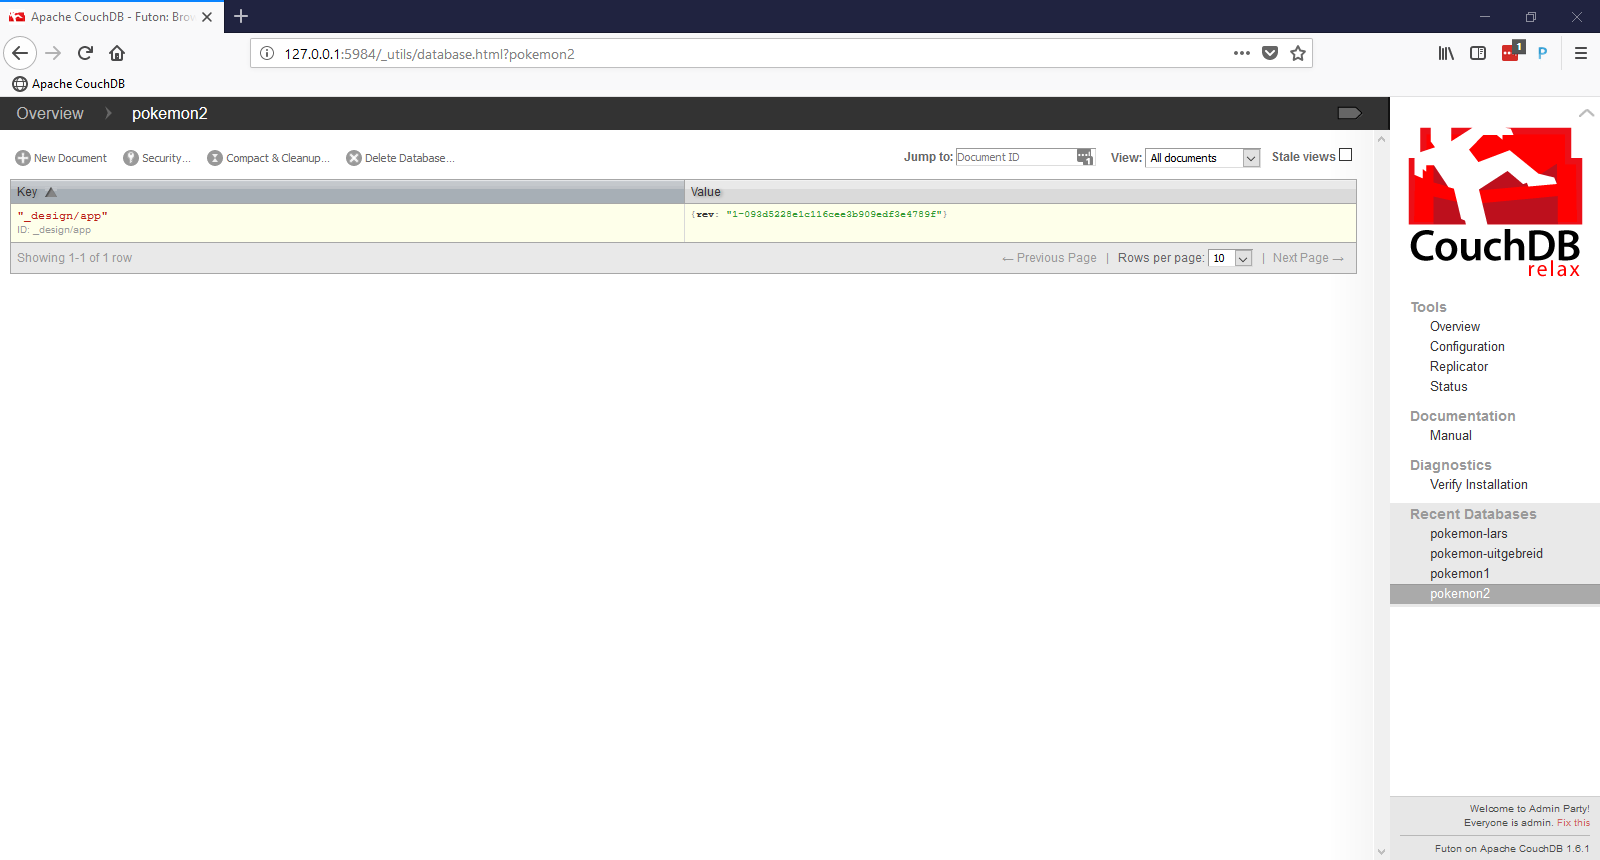 Apache CouchDB - Futon: Brow
127.0.0.1:5984/_utils/database.html?pokemon2
1
P
Apache CouchDB
Overview pokemon2
New Document Security... Compact & Cleanup... Delete Database... Jump to: Document ID 1 View: All documents Stale views
Key Value
"_design/app" {rev: "1-093d5228e1c116cee3b909edf3e4789f"}
ID: _design/app
Showing 1-1 of 1 row ← Previous Page | Rows per page: 10 | Next Page →
CouchDB
relax
Tools
Overview
Configuration
Replicator
Status
Documentation
Manual
Diagnostics
Verify Installation
Recent Databases
pokemon-lars
pokemon-uitgebreid
pokemon1
pokemon2
Welcome to Admin Party!
Everyone is admin. Fix this
Futon on Apache CouchDB 1.6.1